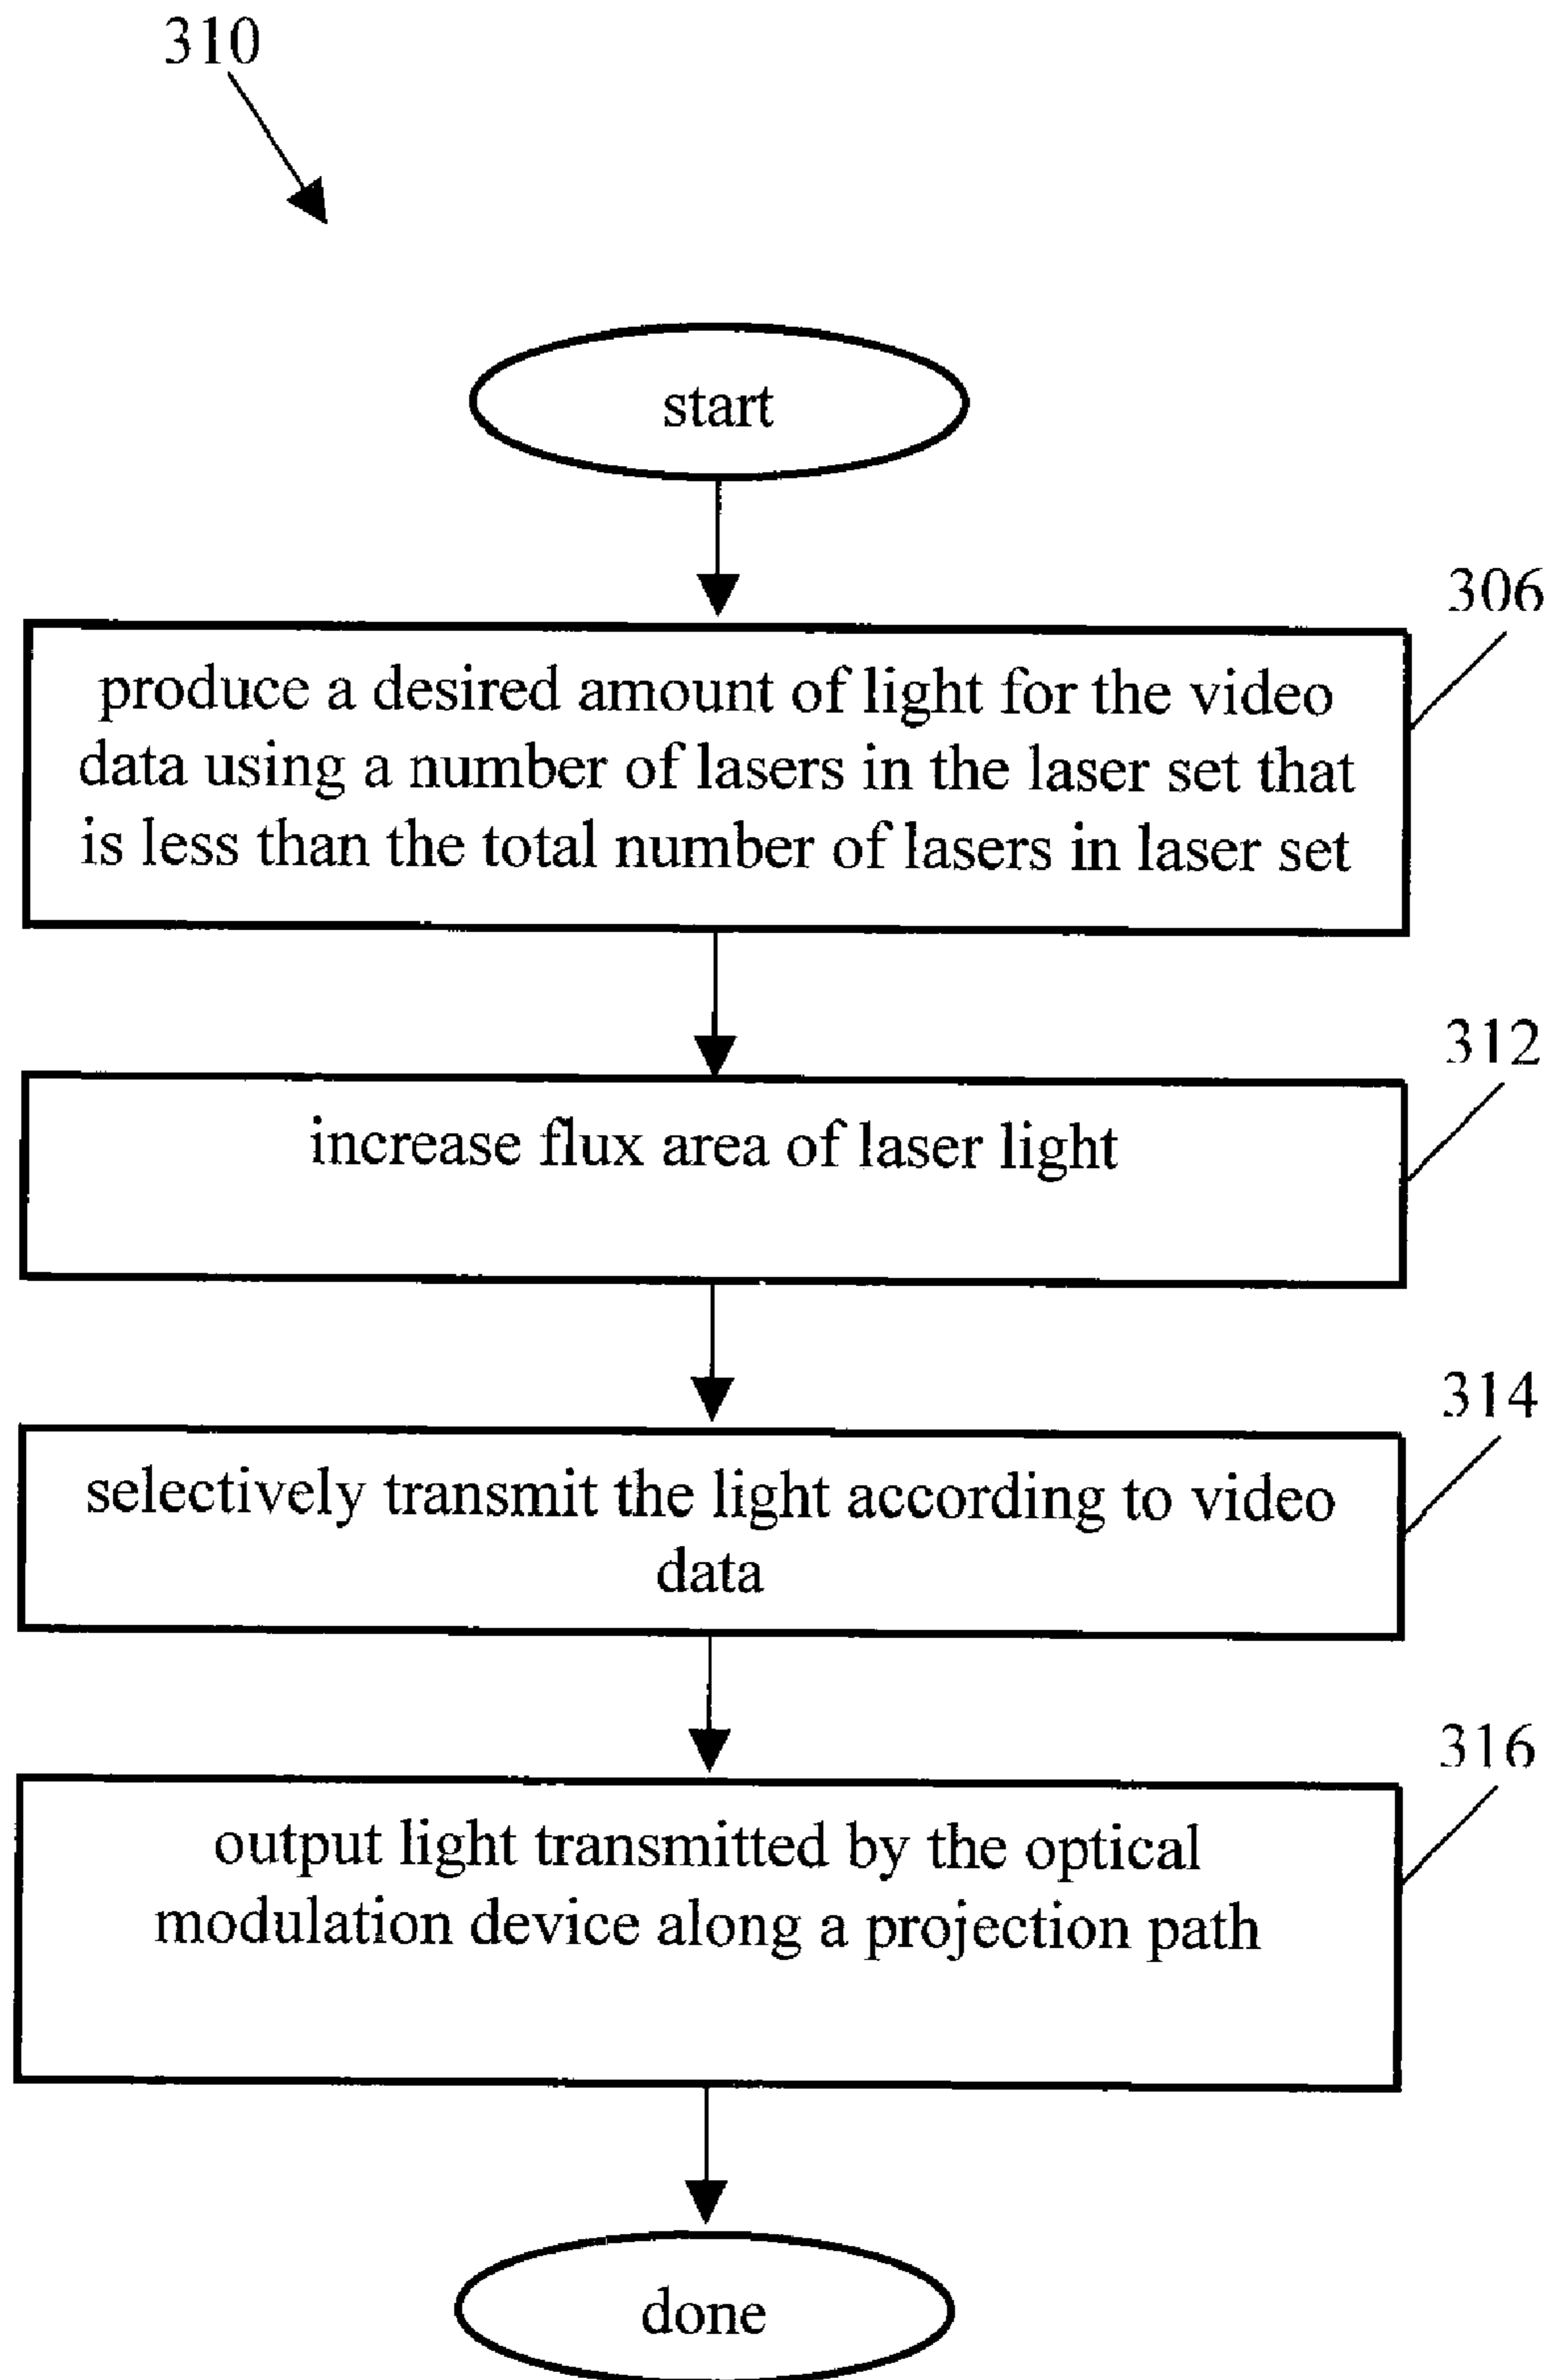 310
start
306
produce a desired amount of light for the video
data using a number of lasers in the laser set that
is less than the total number of lasers in laser set
312
increase flux area of laser light
314
selectively transmit the light according to video
data
316
output light transmitted by the optical
modulation device along a projection path
done